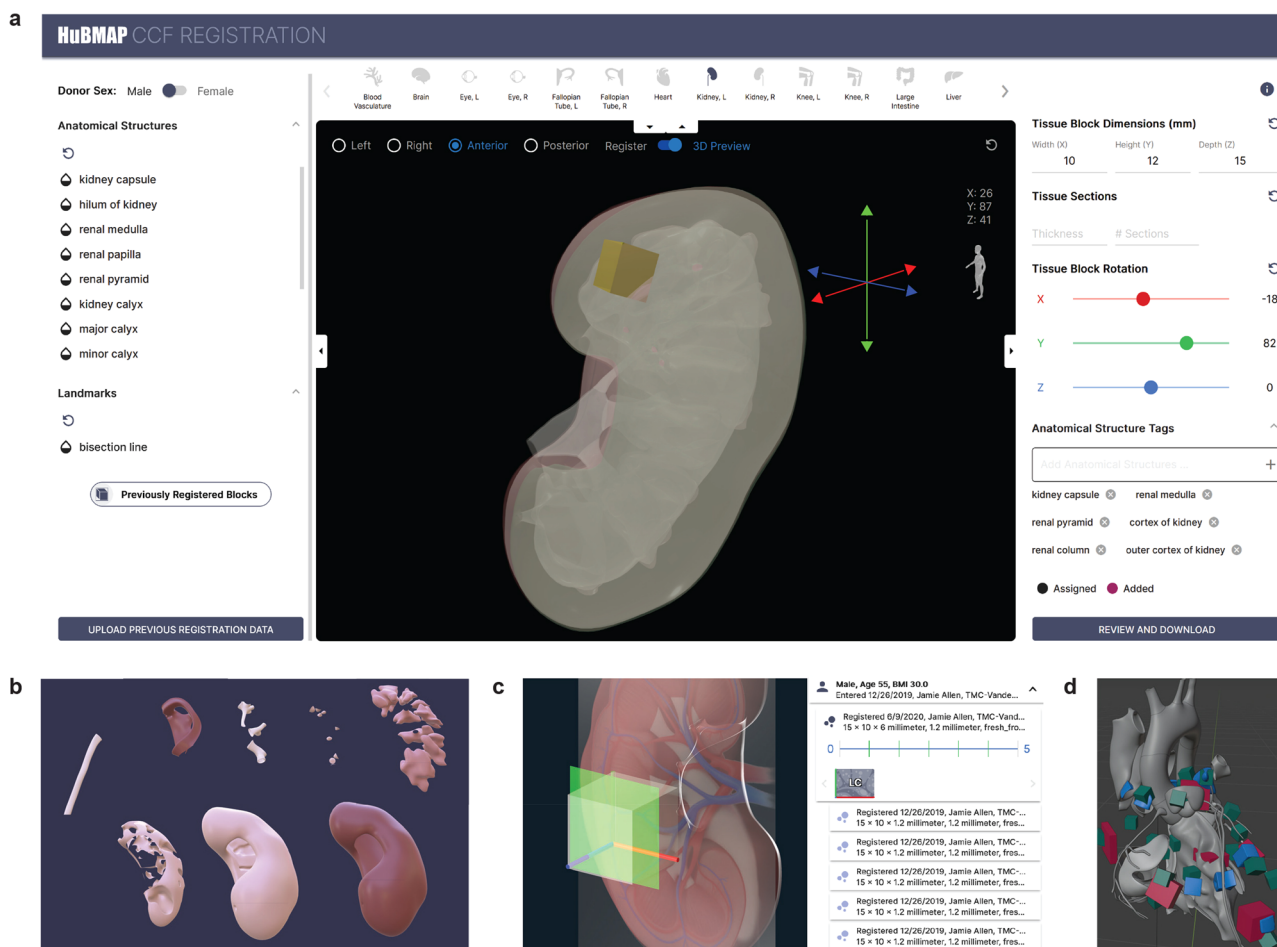 a
HuBMAP CCF REGISTRATION
Donor Sex: Male Female
Blood Vasculature
Brain
Eye, L
Eye, R
Fallopian Tube, L
Fallopian Tube, R
Heart
Kidney, L
Kidney, R
Knee, L
Knee, R
Large Intestine
Liver
Anatomical Structures
kidney capsule
hilum of kidney
renal medulla
renal papilla
renal pyramid
kidney calyx
major calyx
minor calyx
Landmarks
bisection line
Previously Registered Blocks
UPLOAD PREVIOUS REGISTRATION DATA
Left Right Anterior Posterior Register 3D Preview
X: 26
Y: 87
Z: 41
Tissue Block Dimensions (mm)
Width (X) Height (Y) Depth (Z)
10 12 15
Tissue Sections
Thickness # Sections
Tissue Block Rotation
X -18
Y 82
Z 0
Anatomical Structure Tags
Add Anatomical Structures ... +
kidney capsule renal medulla
renal pyramid cortex of kidney
renal column outer cortex of kidney
Assigned Added
REVIEW AND DOWNLOAD
b
c
Male, Age 55, BMI 30.0
Entered 12/26/2019, Jamie Allen, TMC-Vande...
Registered 6/9/2020, Jamie Allen, TMC-Vand...
15 × 10 × 6 millimeter, 1.2 millimeter, fresh_fro...
0 5
LC
Registered 12/26/2019, Jamie Allen, TMC-...
15 × 10 × 1.2 millimeter, 1.2 millimeter, fres...
Registered 12/26/2019, Jamie Allen, TMC-...
15 × 10 × 1.2 millimeter, 1.2 millimeter, fres...
Registered 12/26/2019, Jamie Allen, TMC-...
15 × 10 × 1.2 millimeter, 1.2 millimeter, fres...
Registered 12/26/2019, Jamie Allen, TMC-...
15 × 10 × 1.2 millimeter, 1.2 millimeter, fres...
Registered 12/26/2019, Jamie Allen, TMC-...
15 × 10 × 1.2 millimeter, 1.2 millimeter, fres...
d